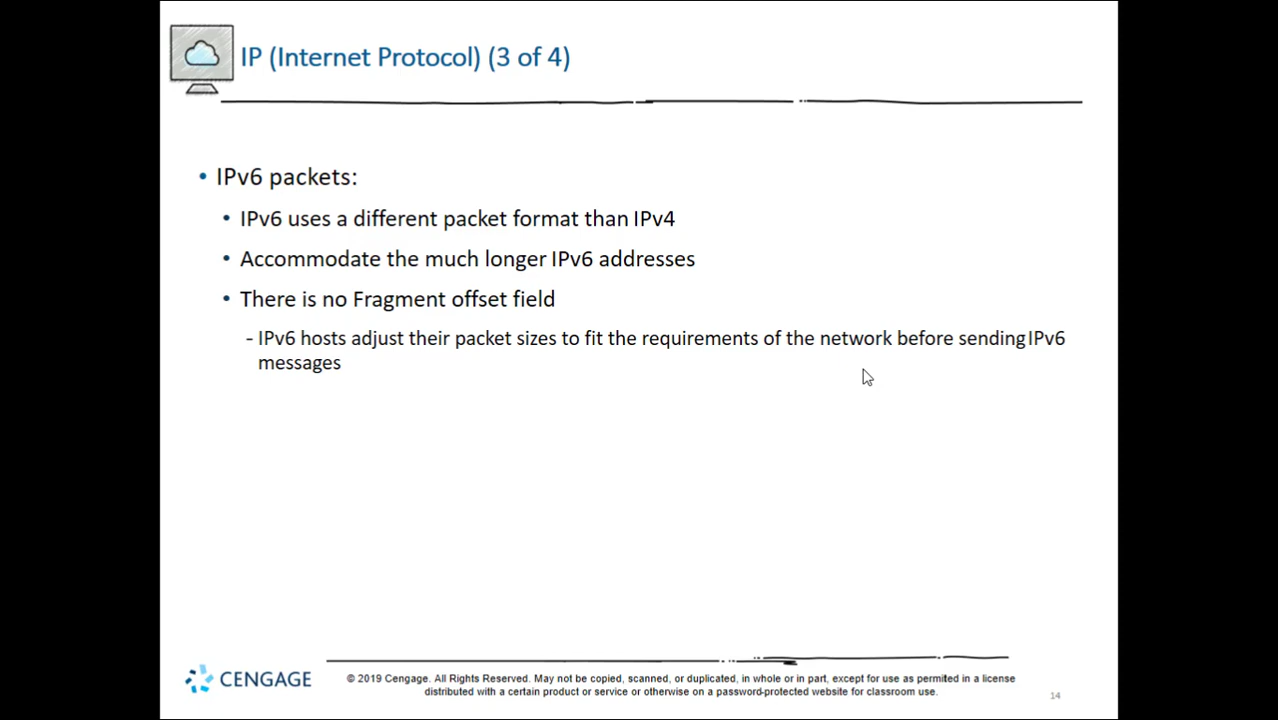 IP (Internet Protocol) (3 of 4)
• IPv6 packets:
• IPv6 uses a different packet format than IPv4
• Accommodate the much longer IPv6 addresses
• There is no Fragment offset field
- IPv6 hosts adjust their packet sizes to fit the requirements of the network before sending IPv6
messages
CENGAGE
© 2019 Cengage. All Rights Reserved. May not be copied, scanned, or duplicated, in whole or in part, except for use as permitted in a license
distributed with a certain product or service or otherwise on a password-protected website for classroom use.
14